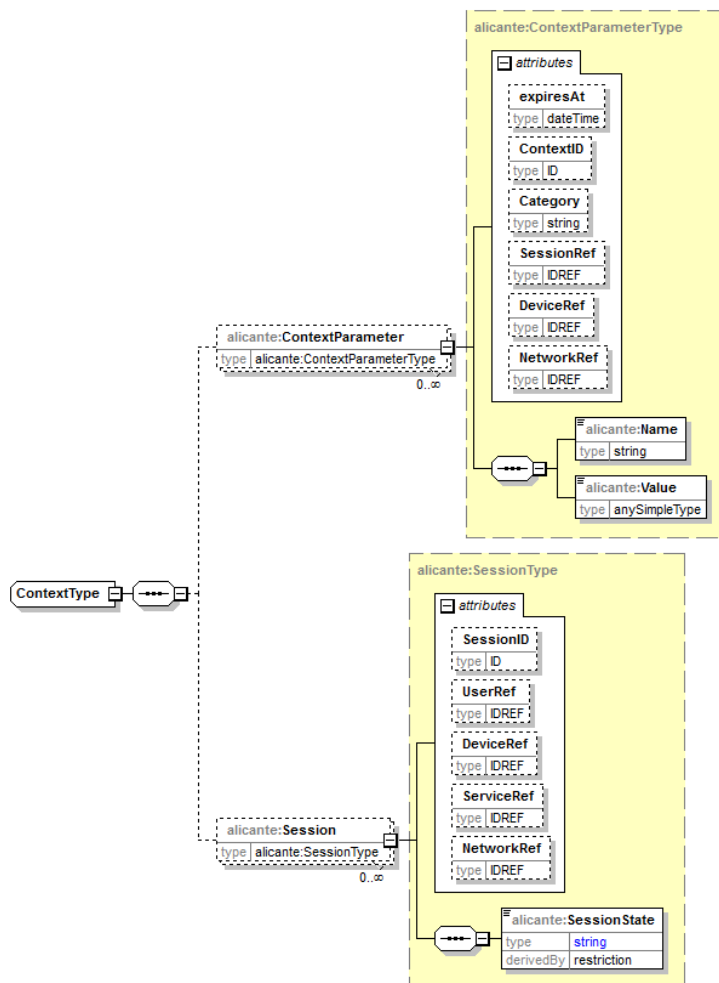 alicante:ContextParameterType
attributes
expiresAt
type dateTime
ContextID
type ID
Category
type string
SessionRef
type IDREF
DeviceRef
type IDREF
NetworkRef
type IDREF
alicante:ContextParameter
type alicante:ContextParameterType
0..∞
alicante:Name
type string
alicante:Value
type anySimpleType
ContextType
alicante:SessionType
attributes
SessionID
type ID
UserRef
type IDREF
DeviceRef
type IDREF
ServiceRef
type IDREF
NetworkRef
type IDREF
alicante:Session
type alicante:SessionType
0..∞
alicante:SessionState
type string
derivedBy restriction